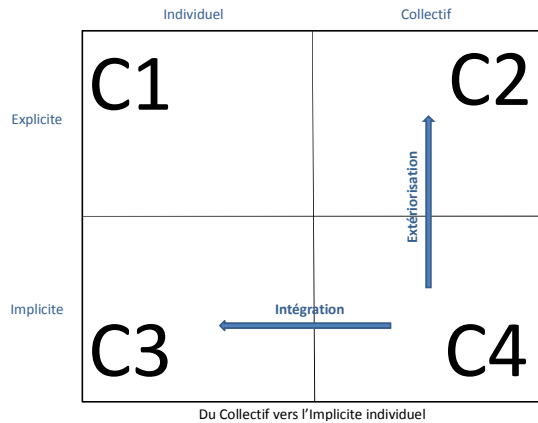 Individuel
Collectif
C1
C2
Explicite
Extériorisation
Implicite
Intégration
C3
C4
Du Collectif vers l'Implicite individuel